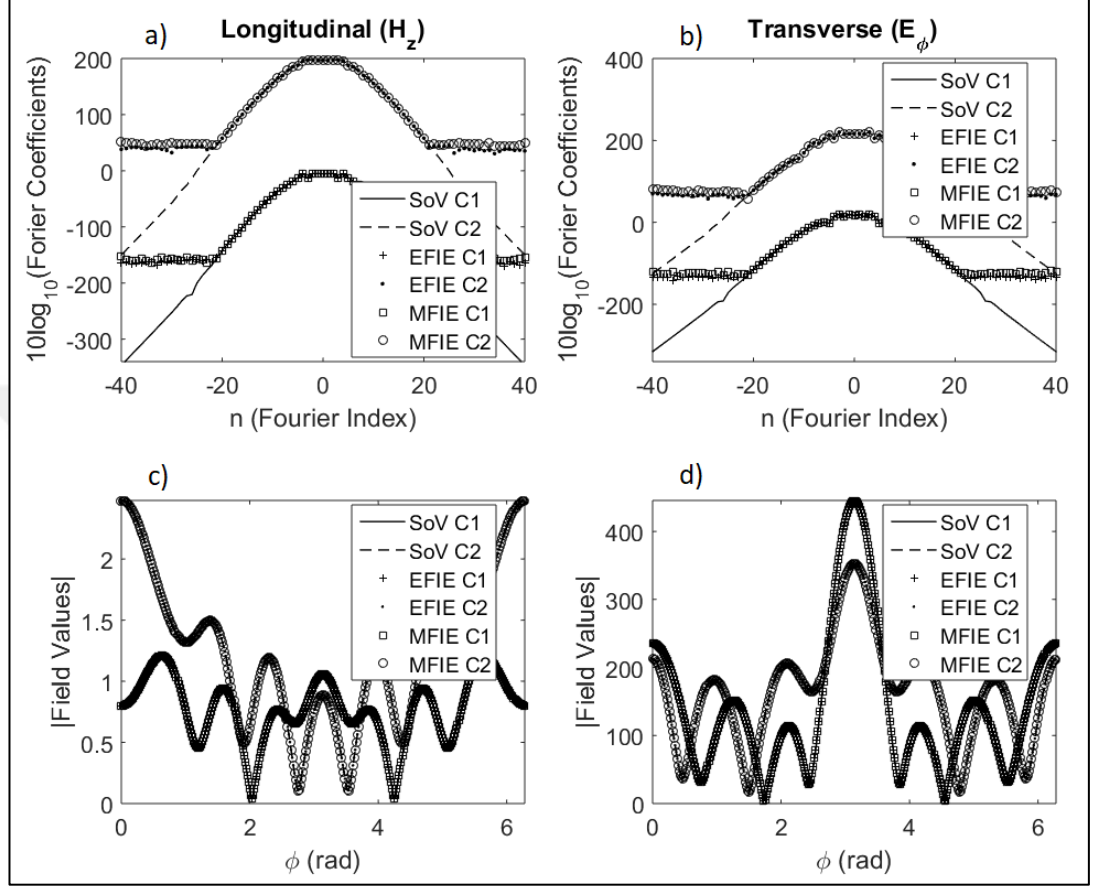 a) Longitudinal (H_z)
10log_10(Forier Coefficients)
200
100
0
-100
-200
-300
-40 -20 0 20 40
n (Fourier Index)
SoV C1
SoV C2
EFIE C1
EFIE C2
MFIE C1
MFIE C2
b) Transverse (E_ϕ)
10log_10(Forier Coefficients)
400
200
0
-200
-40 -20 0 20 40
n (Fourier Index)
SoV C1
SoV C2
EFIE C1
EFIE C2
MFIE C1
MFIE C2
c)
|Field Values|
2
1.5
1
0.5
0
0 2 4 6
ϕ (rad)
SoV C1
SoV C2
EFIE C1
EFIE C2
MFIE C1
MFIE C2
d)
|Field Values|
400
300
200
100
0
0 2 4 6
ϕ (rad)
SoV C1
SoV C2
EFIE C1
EFIE C2
MFIE C1
MFIE C2